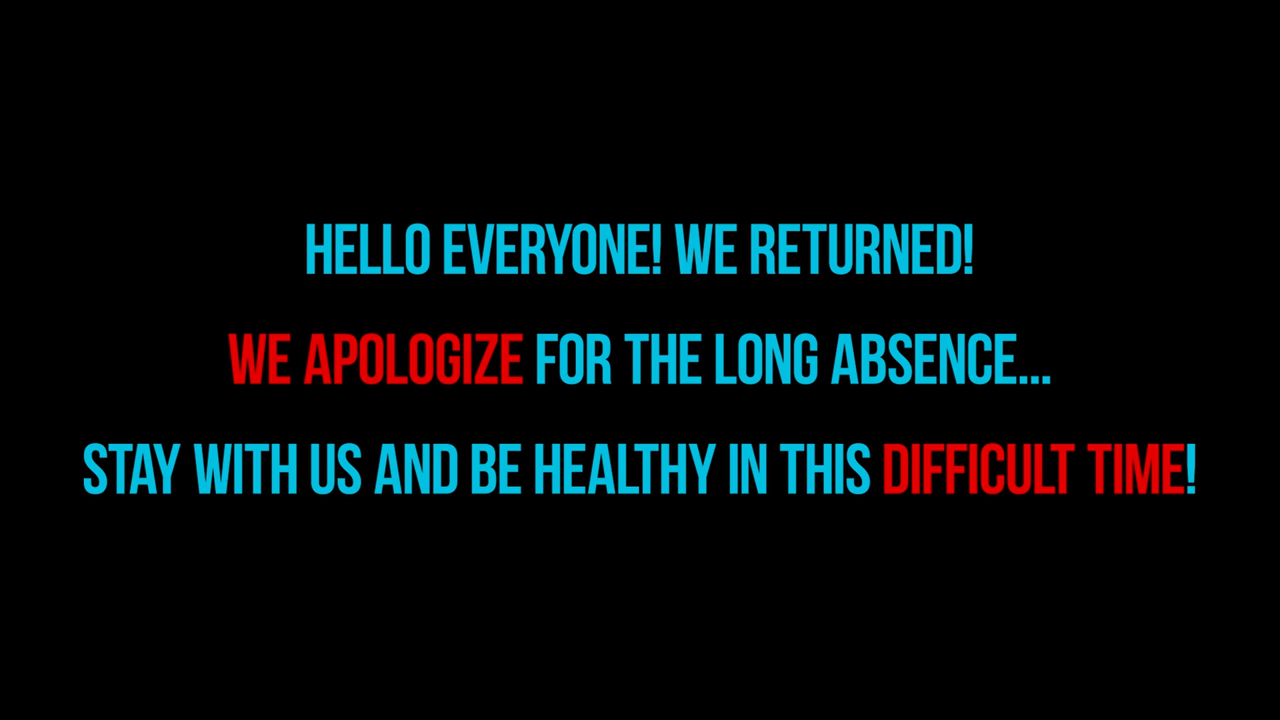 HELLO EVERYONE! WE RETURNED!
WE APOLOGIZE FOR THE LONG ABSENCE...
STAY WITH US AND BE HEALTHY IN THIS DIFFICULT TIME!